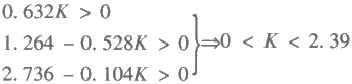 0. 632K > 0
1. 264 − 0. 528K > 0
2. 736 − 0. 104K > 0
} ⇒ 0 < K < 2. 39